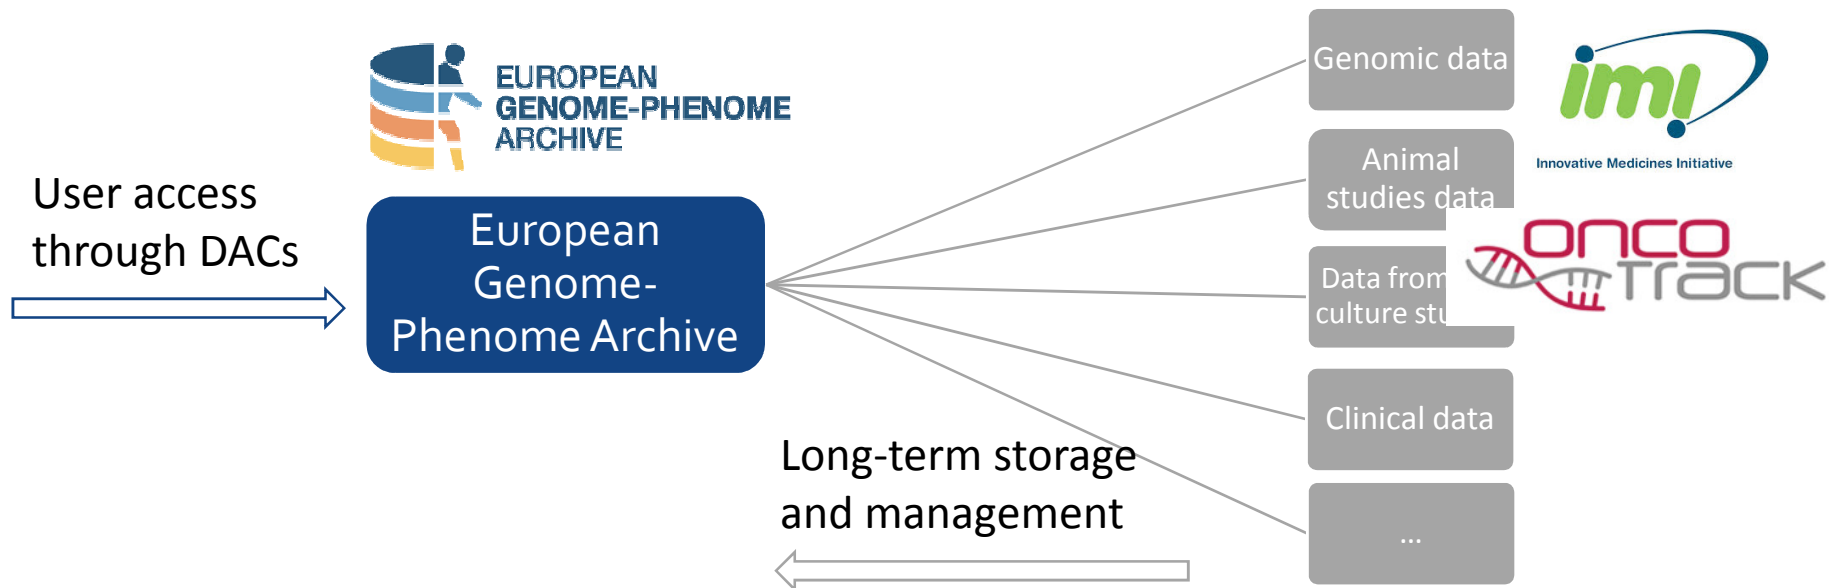 EUROPEAN
GENOME-PHENOME
ARCHIVE
User access
through DACs
European
Genome-
Phenome Archive
Long-term storage
and management
Genomic data
Animal
studies data
Data from
culture
Clinical data
...
imi
Innovative Medicines Initiative
onco
Track